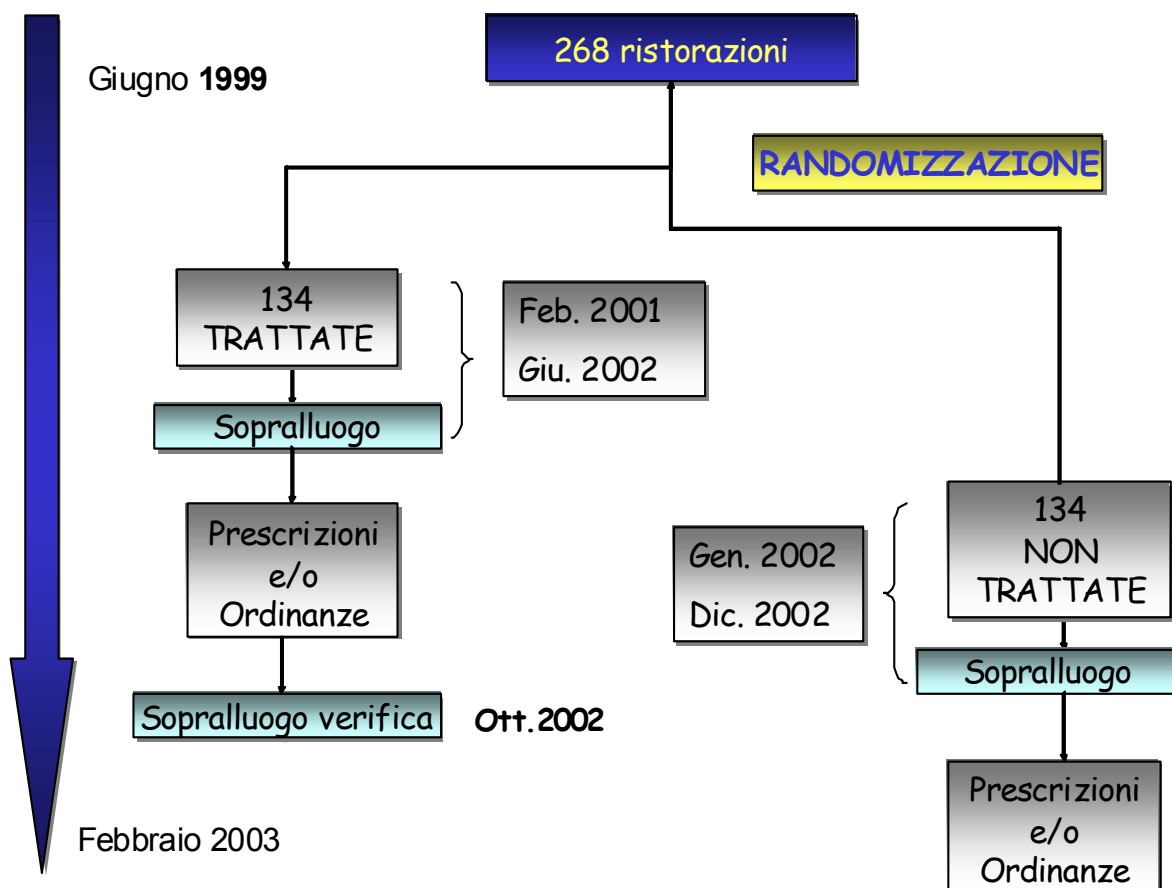 268 ristorazioni
Giugno 1999
RANDOMIZZAZIONE
134
TRATTATE
Feb. 2001
Giu. 2002
Sopralluogo
Prescrizioni
e/o
Ordinanze
Gen. 2002
Dic. 2002
134
NON
TRATTATE
Sopralluogo
Sopralluogo verifica
Ott.2002
Prescrizioni
e/o
Ordinanze
Febbraio 2003